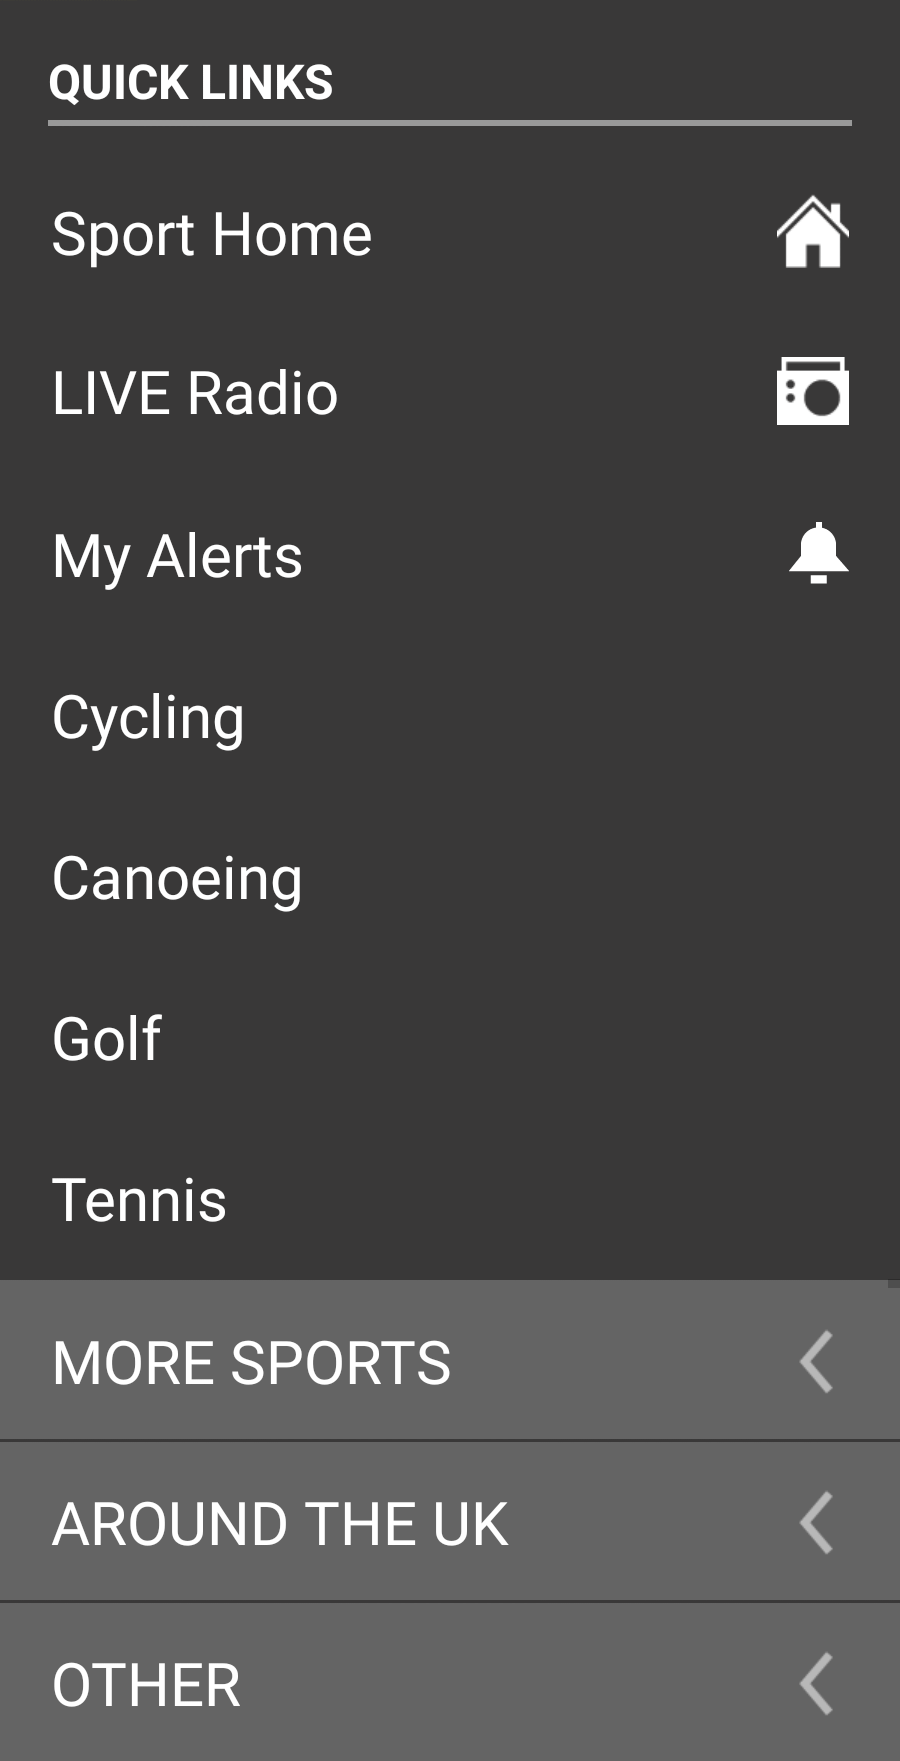 QUICK LINKS
Sport Home
LIVE Radio
My Alerts
Cycling
Canoeing
Golf
Tennis
MORE SPORTS
AROUND THE UK
OTHER